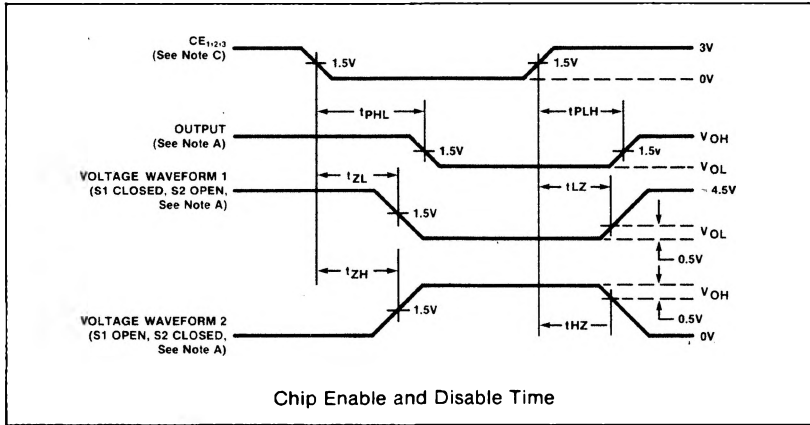 CE₁,₂,₃
(See Note C)
1.5V
1.5V
3V
0V
tPHL
tPLH
OUTPUT
(See Note A)
1.5V
1.5v
VOH
VOL
VOLTAGE WAVEFORM 1
(S1 CLOSED, S2 OPEN,
See Note A)
tZL
tLZ
4.5V
1.5V
VOL
0.5V
tZH
VOH
1.5V
0.5V
VOLTAGE WAVEFORM 2
(S1 OPEN, S2 CLOSED,
See Note A)
tHZ
0V
Chip Enable and Disable Time